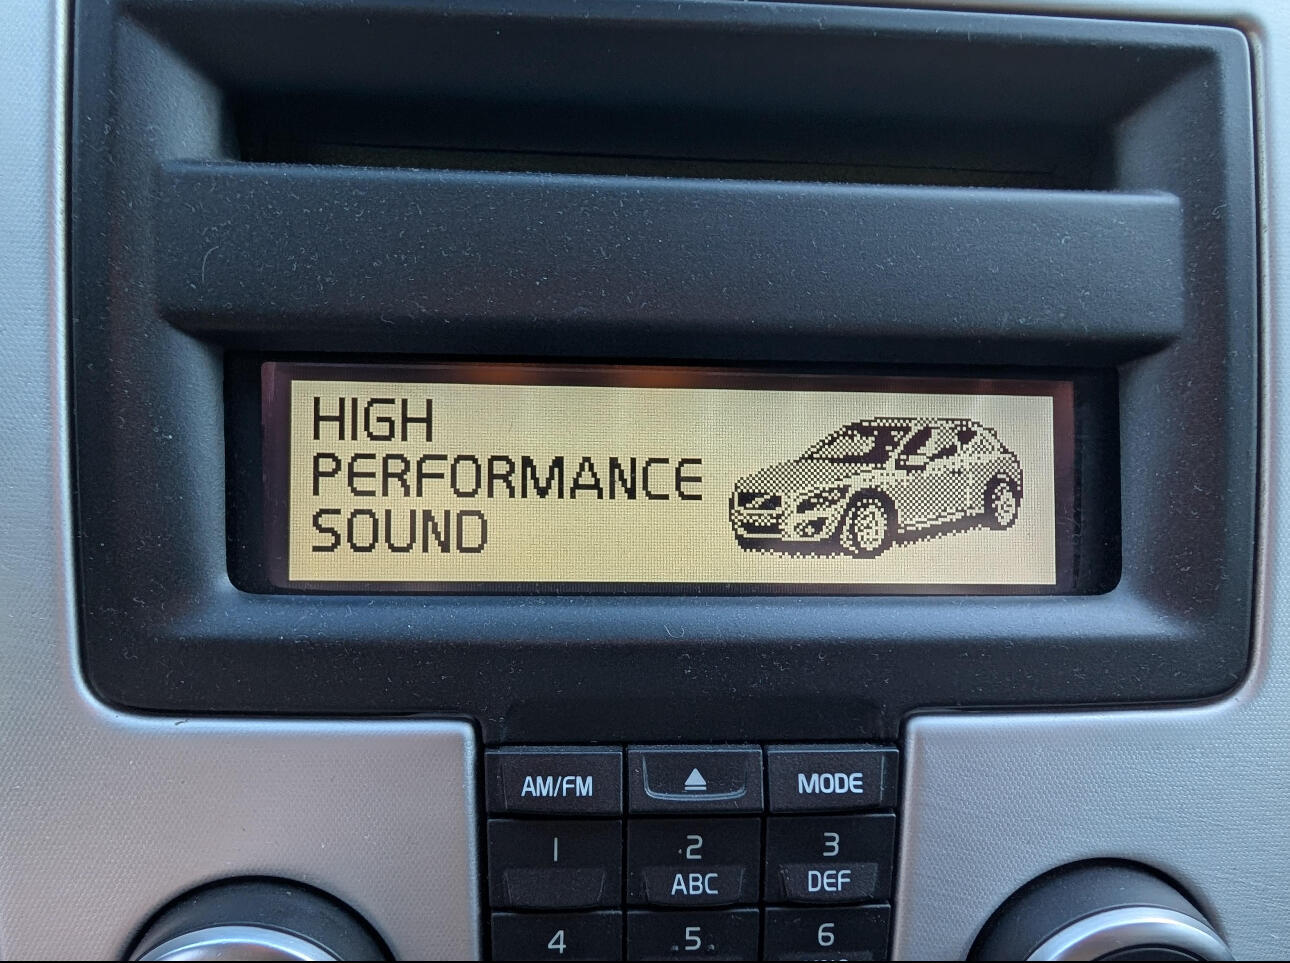 HIGH
PERFORMANCE
SOUND
AM/FM
MODE
1
2
3
ABC
DEF
4
5
6